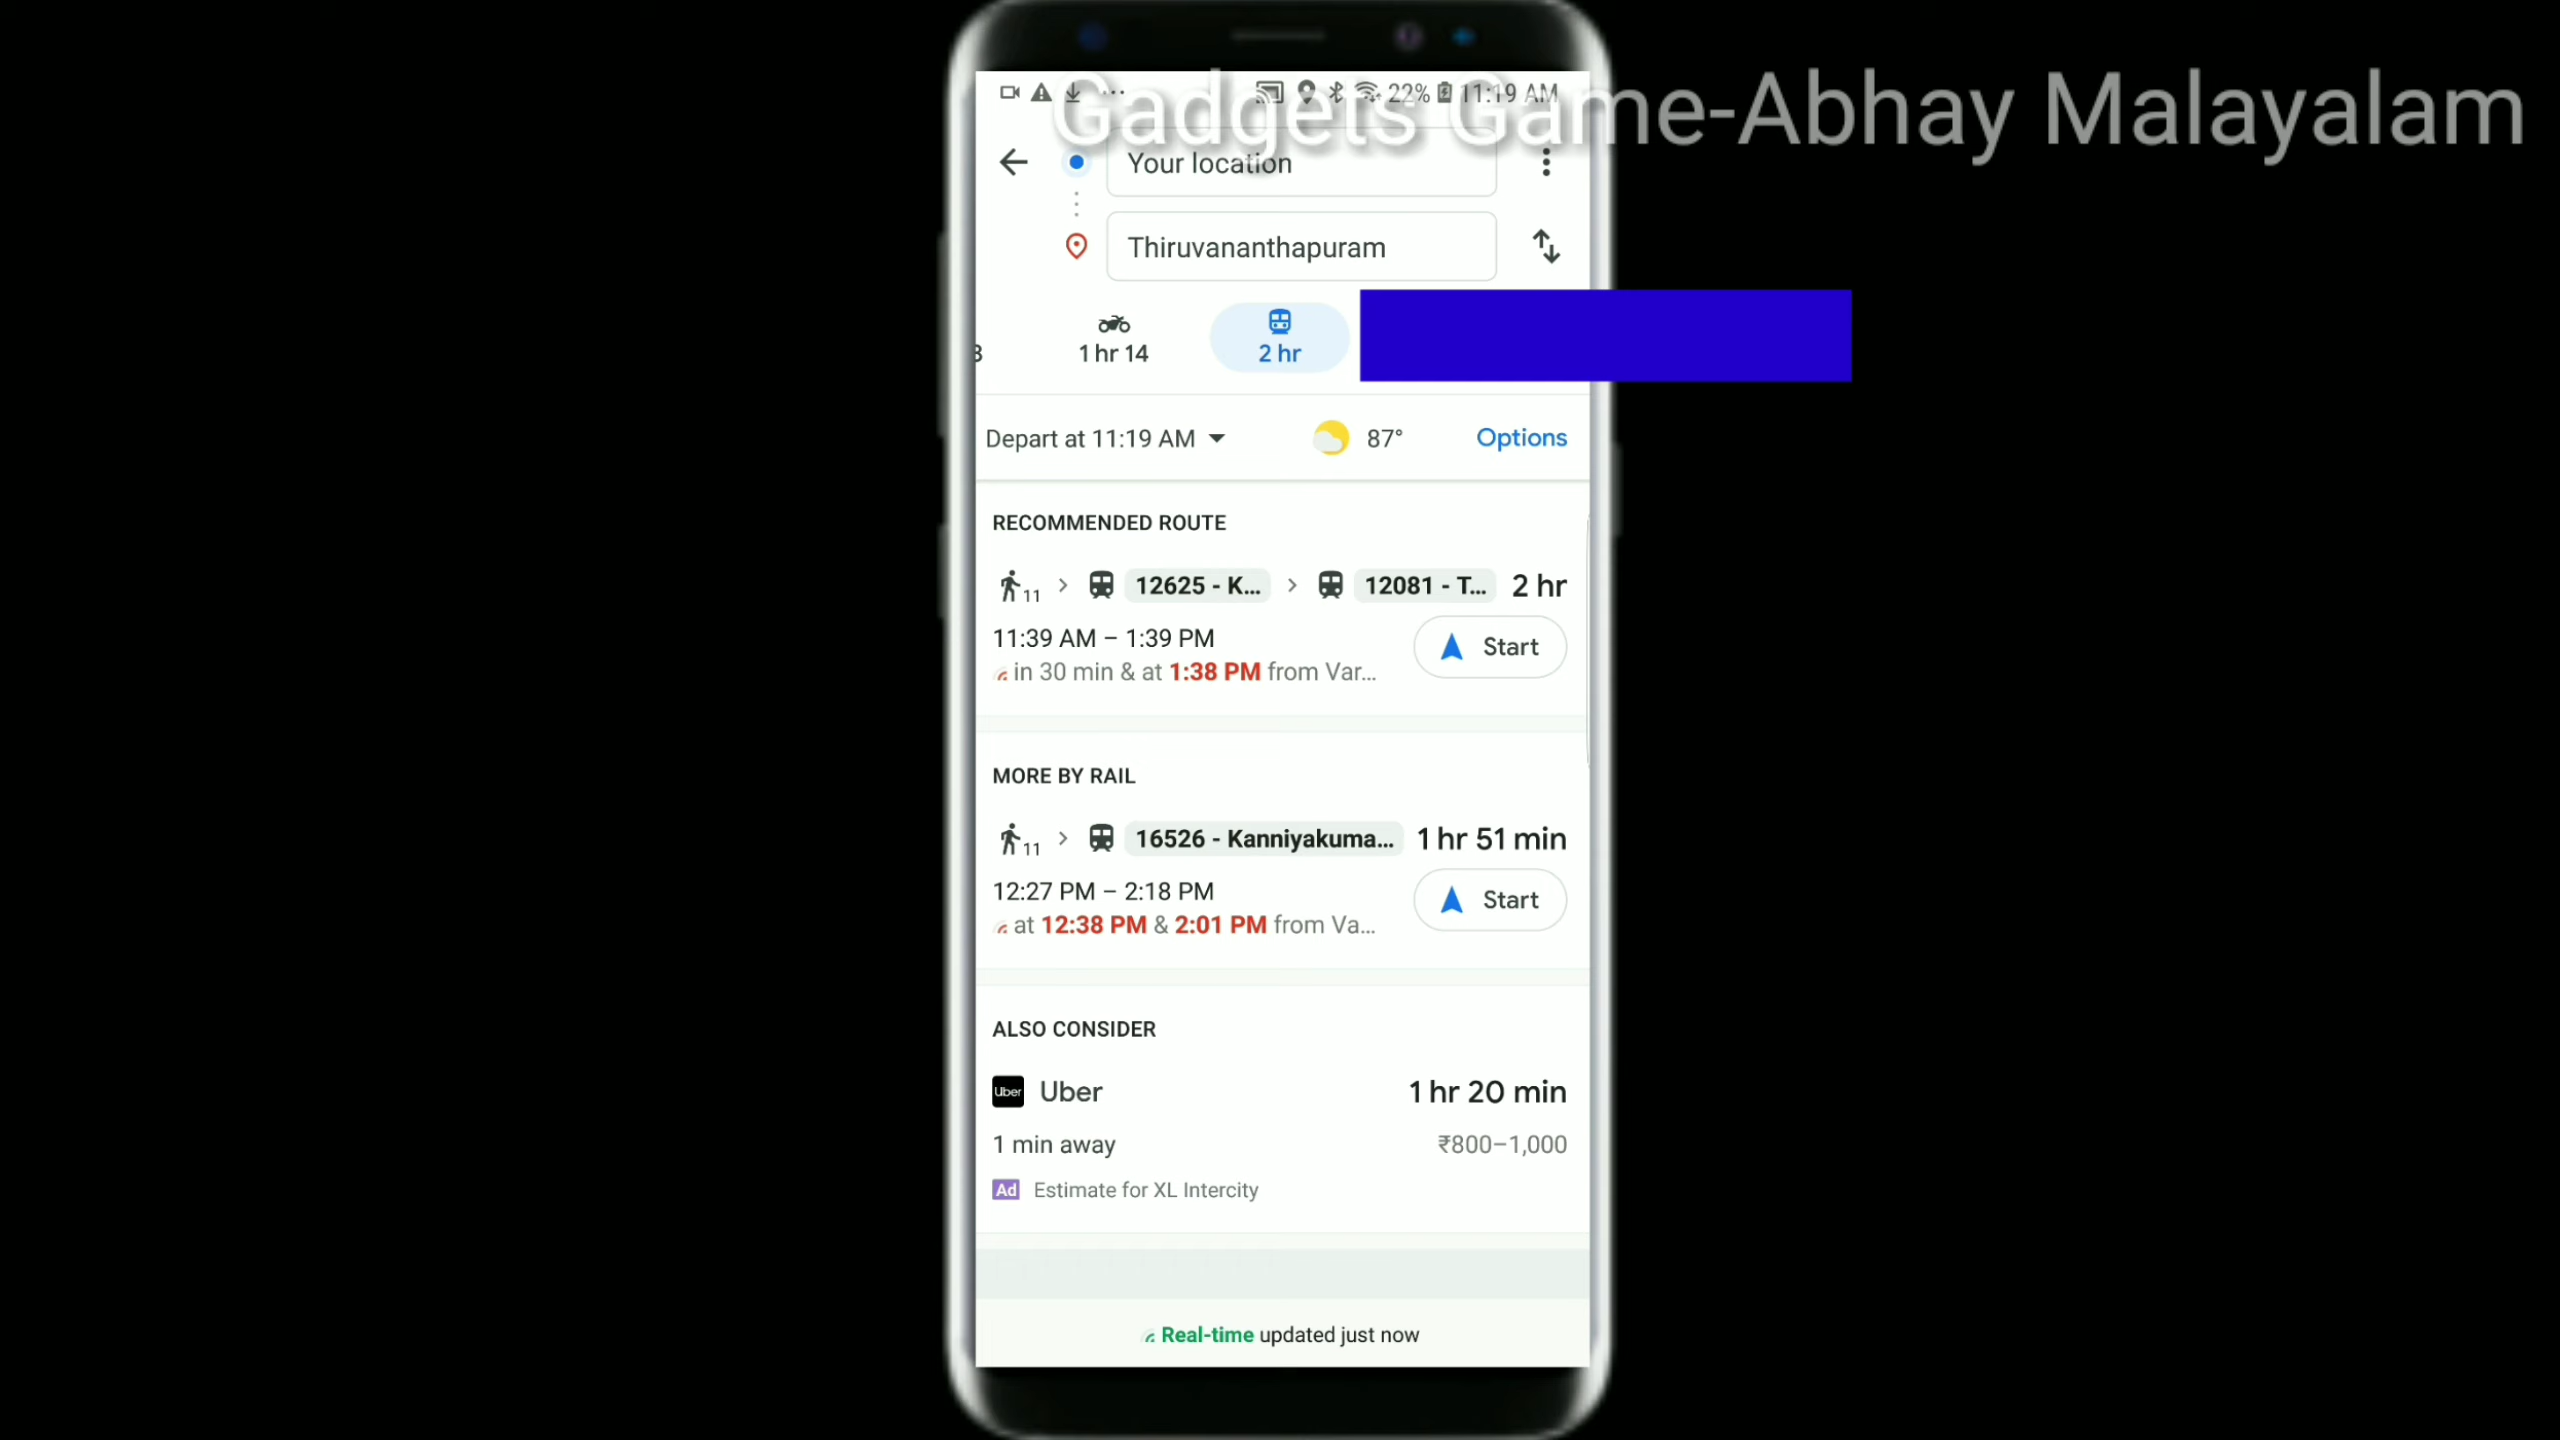 Gadgets Game-Abhay Malayalam
22% 11:19 AM
Your location
Thiruvananthapuram
1 hr 14
2 hr
Depart at 11:19 AM
87°
Options
RECOMMENDED ROUTE
11 12625 - K... 12081 - T... 2 hr
11:39 AM – 1:39 PM
Start
in 30 min & at 1:38 PM from Var...
MORE BY RAIL
11 16526 - Kanniyakuma... 1 hr 51 min
12:27 PM – 2:18 PM
Start
at 12:38 PM & 2:01 PM from Va...
ALSO CONSIDER
Uber Uber 1 hr 20 min
1 min away ₹800–1,000
Ad Estimate for XL Intercity
Real-time updated just now